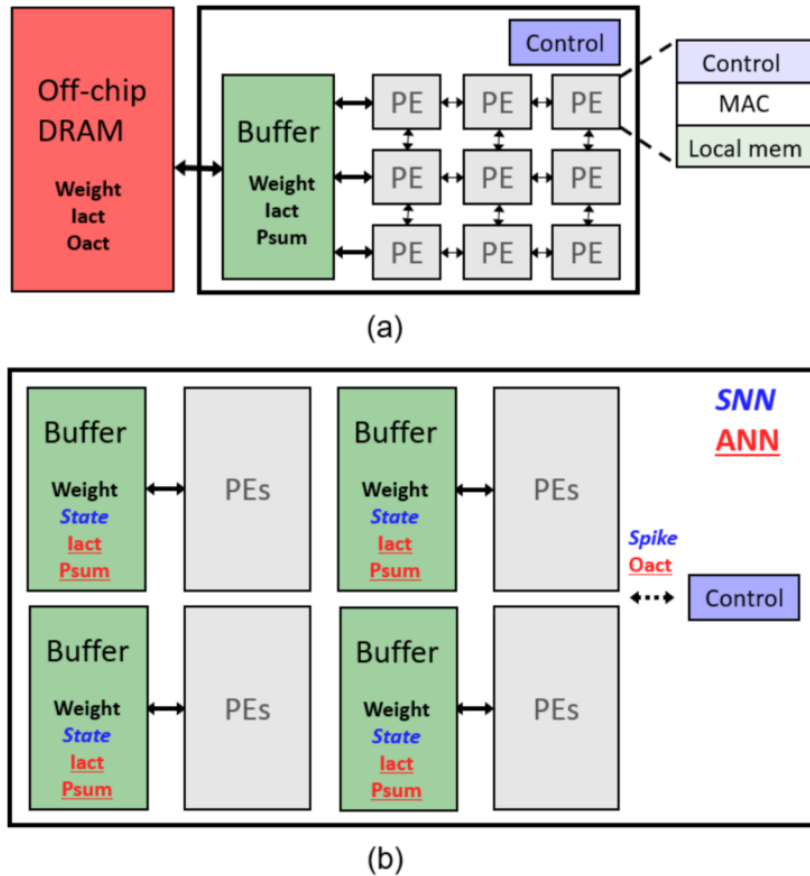 Off-chip
DRAM
Weight
Iact
Oact
Buffer
Weight
Iact
Psum
Control
PE PE PE
PE PE PE
PE PE PE
Control
MAC
Local mem
(a)
Buffer
Weight
State
Iact
Psum
PEs
Buffer
Weight
State
Iact
Psum
PEs
SNN
ANN
Spike
Oact
Control
Buffer
Weight
State
Iact
Psum
PEs
Buffer
Weight
State
Iact
Psum
PEs
(b)